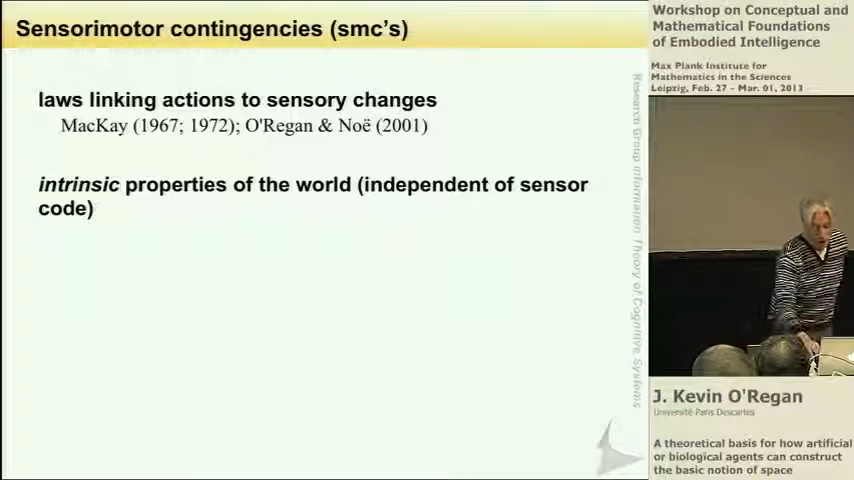 Sensorimotor contingencies (smc's)
laws linking actions to sensory changes
MacKay (1967; 1972); O'Regan & Noë (2001)
intrinsic properties of the world (independent of sensor
code)
Research Group Information Theory of Cognitive Systems
Workshop on Conceptual and
Mathematical Foundations
of Embodied Intelligence
Max Plank Institute for
Mathematics in the Sciences
Leipzig, Feb. 27 - Mar. 01, 2013
J. Kevin O'Regan
Université Paris Descartes
A theoretical basis for how artificial
or biological agents can construct
the basic notion of space